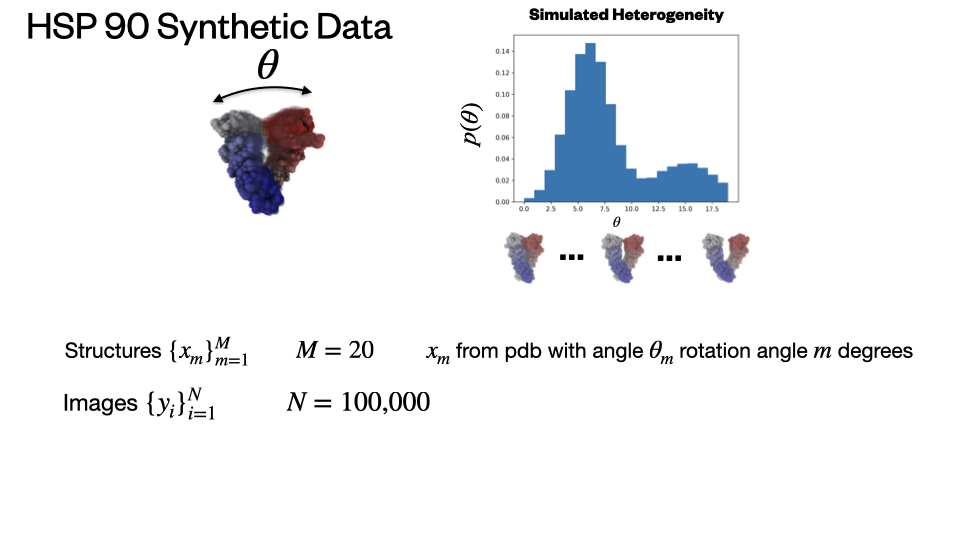 HSP 90 Synthetic Data
θ
Simulated Heterogeneity
p(θ)
0.14
0.12
0.10
0.08
0.06
0.04
0.02
0.00
0.0 2.5 5.0 7.5 10.0 12.5 15.0 17.5
θ
... ...
Structures {x_m}_{m=1}^M M = 20 x_m from pdb with angle θ_m rotation angle m degrees
Images {y_i}_{i=1}^N N = 100,000